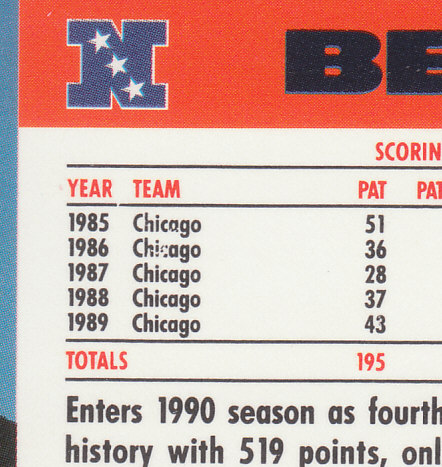 N
BE
SCORIN
YEAR TEAM PAT PAT
1985 Chicago 51
1986 Chicago 36
1987 Chicago 28
1988 Chicago 37
1989 Chicago 43
TOTALS 195
Enters 1990 season as fourth
history with 519 points, onl